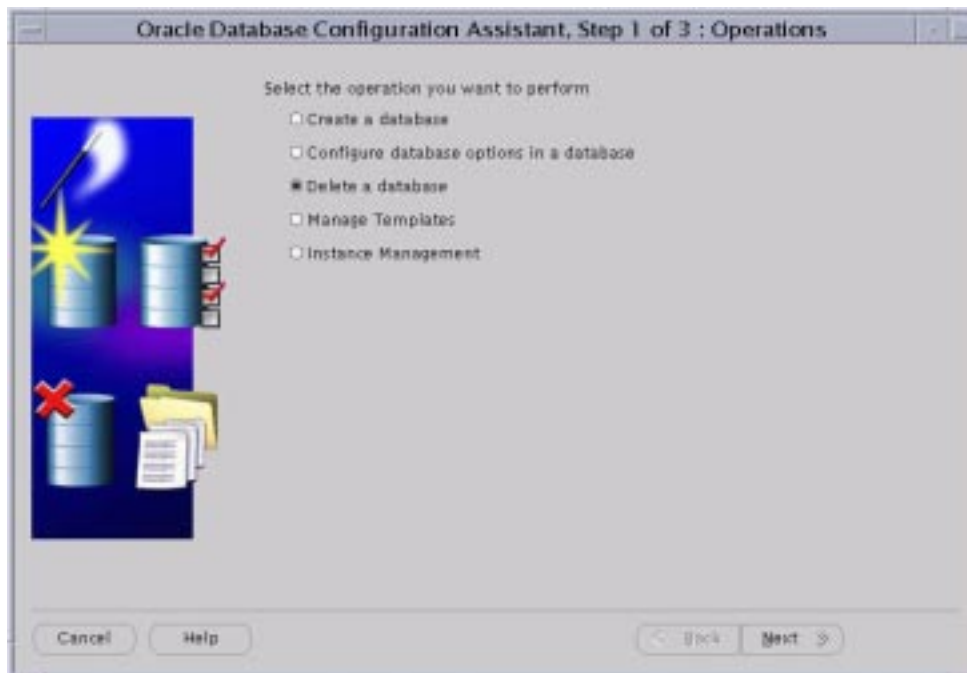 Oracle Database Configuration Assistant, Step 1 of 3 : Operations
Select the operation you want to perform
Create a database
Configure database options in a database
Delete a database
Manage Templates
Instance Management
Cancel
Help
Back
Next